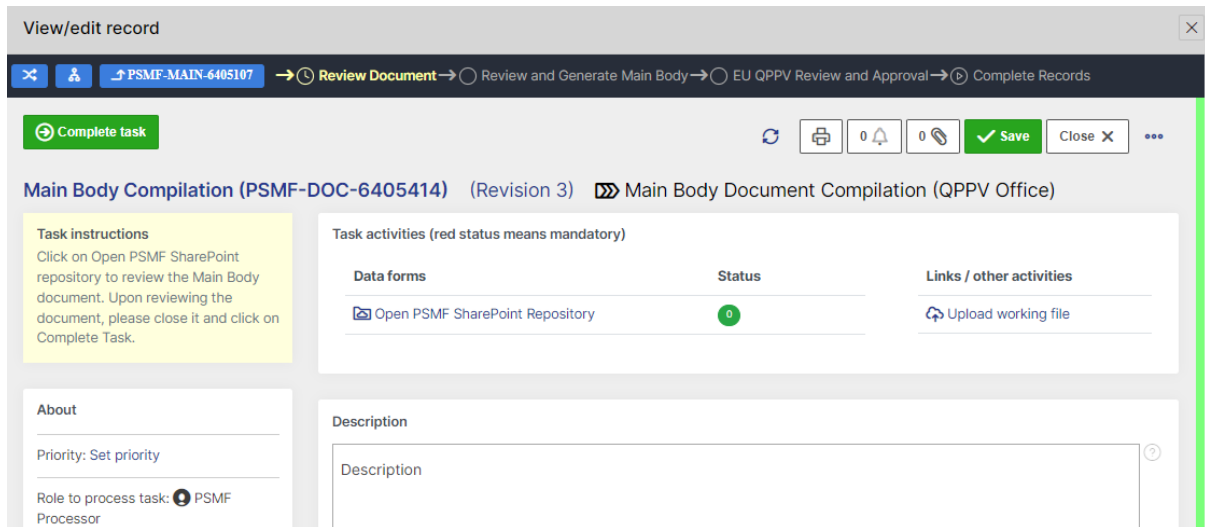 View/edit record
PSMF-MAIN-6405107
Review Document
Review and Generate Main Body
EU QPPV Review and Approval
Complete Records
Complete task
0
0
Save
Close X
Main Body Compilation (PSMF-DOC-6405414) (Revision 3) Main Body Document Compilation (QPPV Office)
Task instructions
Click on Open PSMF SharePoint
repository to review the Main Body
document. Upon reviewing the
document, please close it and click on
Complete Task.
Task activities (red status means mandatory)
Data forms Status Links / other activities
Open PSMF SharePoint Repository 0 Upload working file
About
Priority: Set priority
Role to process task: PSMF
Processor
Description
Description
?